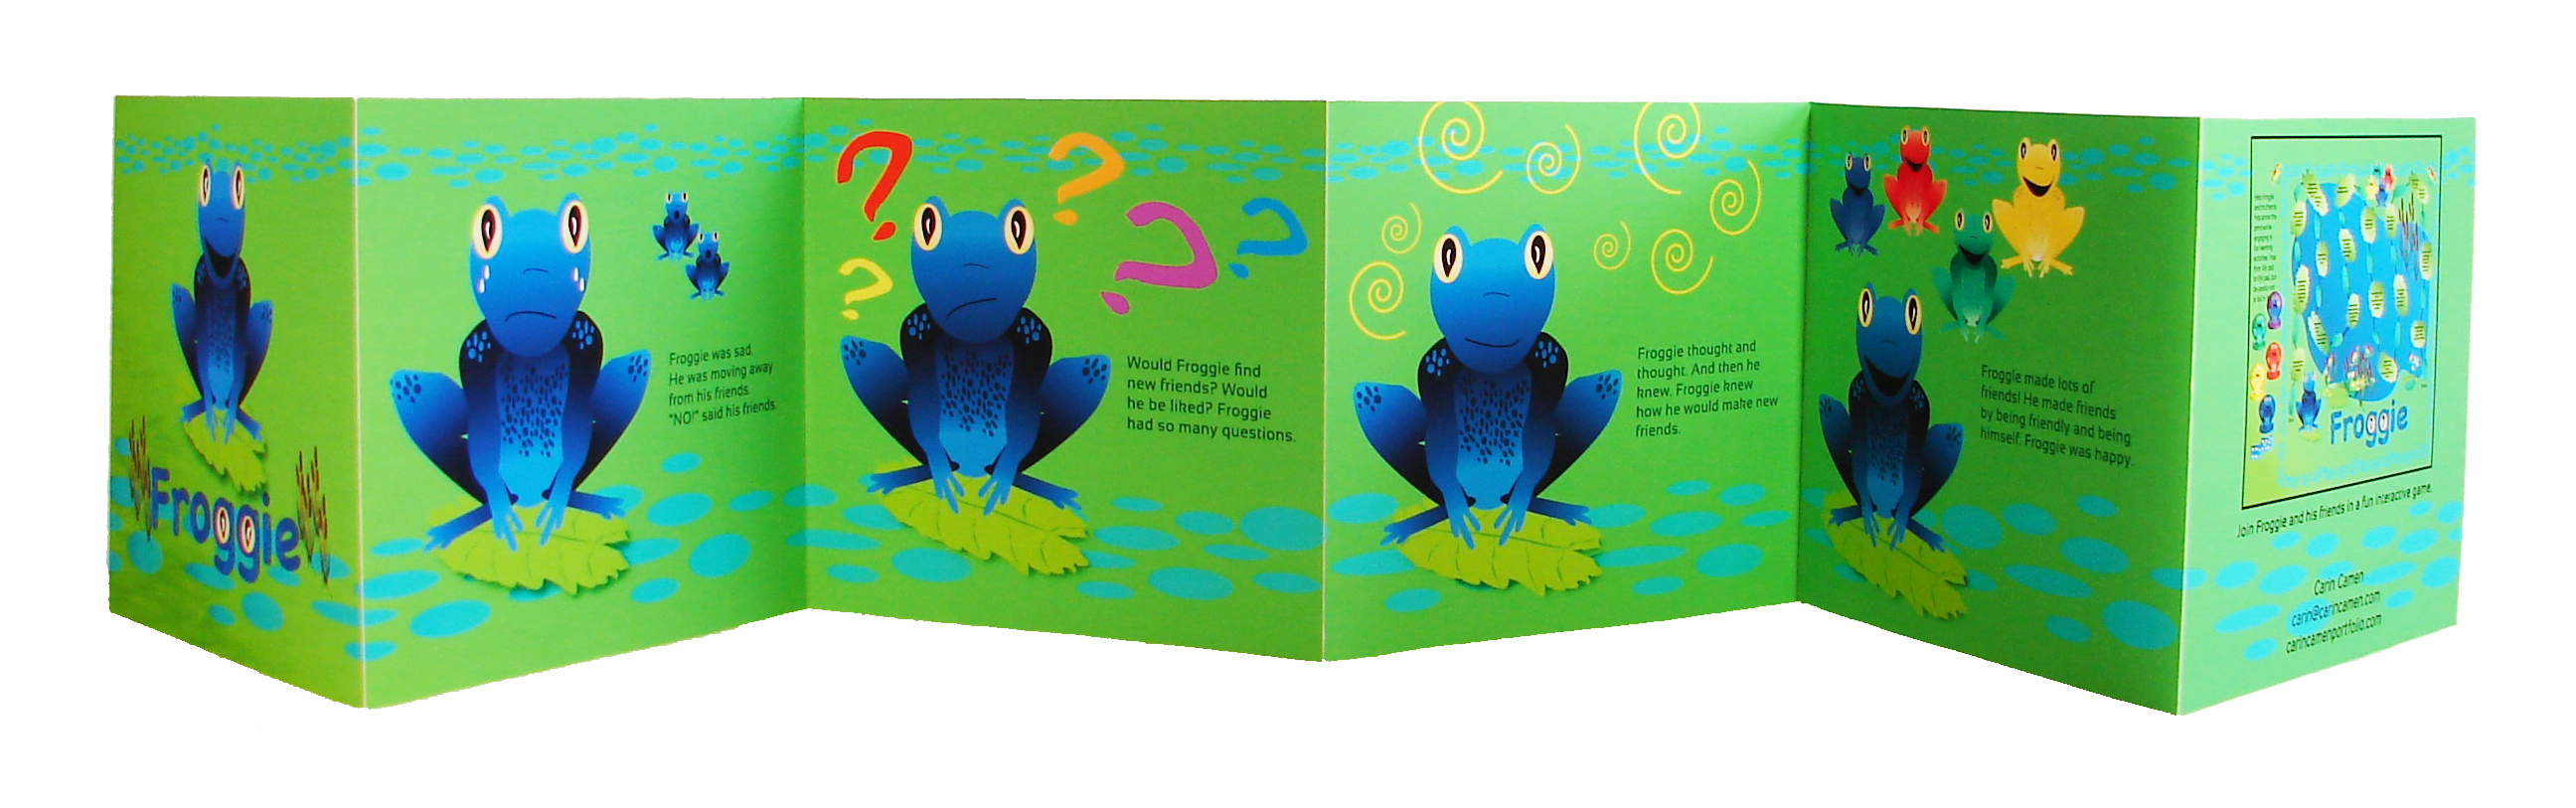 Froggie
Froggie was sad.
He was moving away
from his friends.
"NO!" said his friends.
Would Froggie find
new friends? Would
he be liked? Froggie
had so many questions.
Froggie thought and
thought. And then he
knew. Froggie knew
how he would make new
friends.
Froggie made lots of
friends! He made friends
by being friendly and being
himself. Froggie was happy.
Froggie
Join Froggie and his friends in a fun interactive game.
Carin Camen
carin@carincamen.com
carincamenportfolio.com